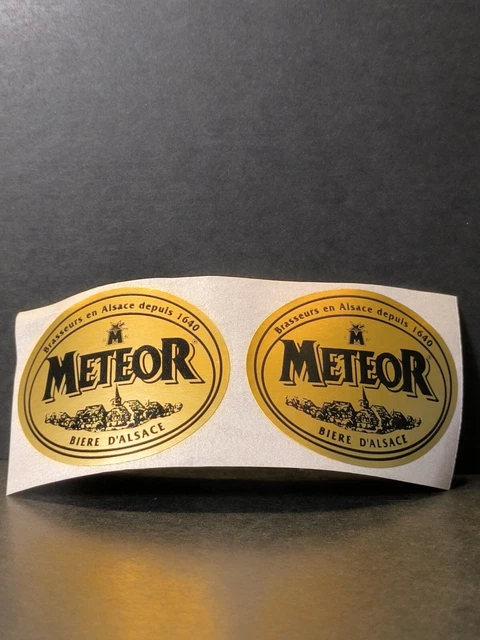 Brasseurs en Alsace depuis 1640
M
METEOR
BIERE D'ALSACE
Brasseurs en Alsace depuis 1640
M
METEOR
BIERE D'ALSACE